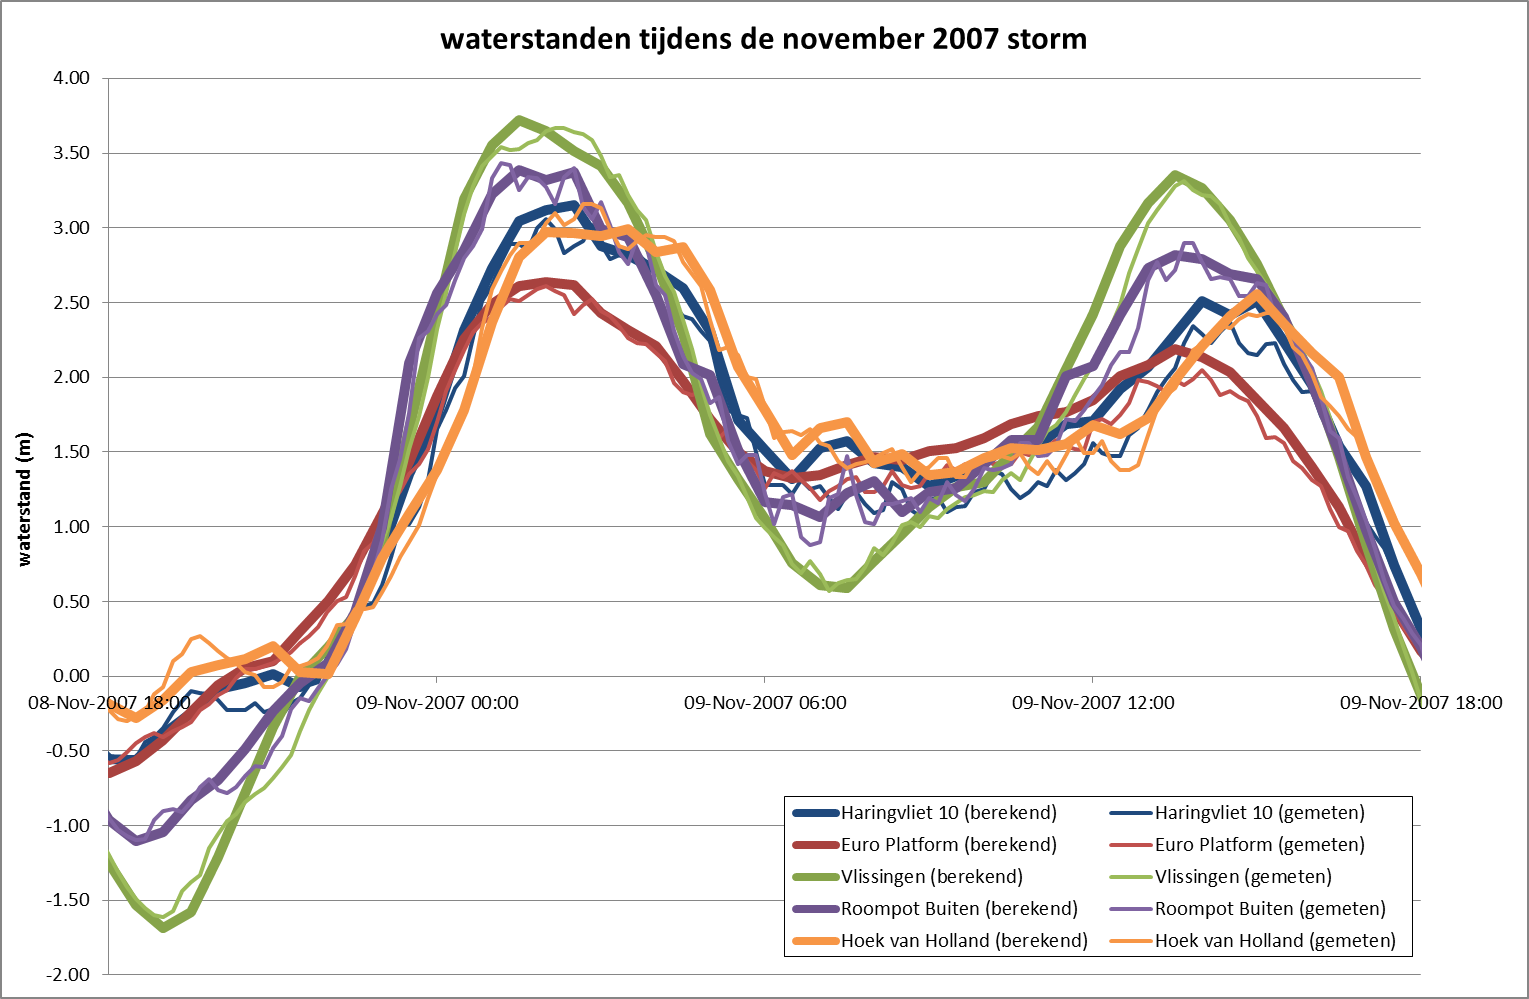 waterstanden tijdens de november 2007 storm
4.00
3.50
3.00
2.50
2.00
1.50
1.00
0.50
0.00
-0.50
-1.00
-1.50
-2.00
waterstand (m)
08-Nov-2007 18:00 09-Nov-2007 00:00 09-Nov-2007 06:00 09-Nov-2007 12:00 09-Nov-2007 18:00
Haringvliet 10 (berekend) Haringvliet 10 (gemeten)
Euro Platform (berekend) Euro Platform (gemeten)
Vlissingen (berekend) Vlissingen (gemeten)
Roompot Buiten (berekend) Roompot Buiten (gemeten)
Hoek van Holland (berekend) Hoek van Holland (gemeten)